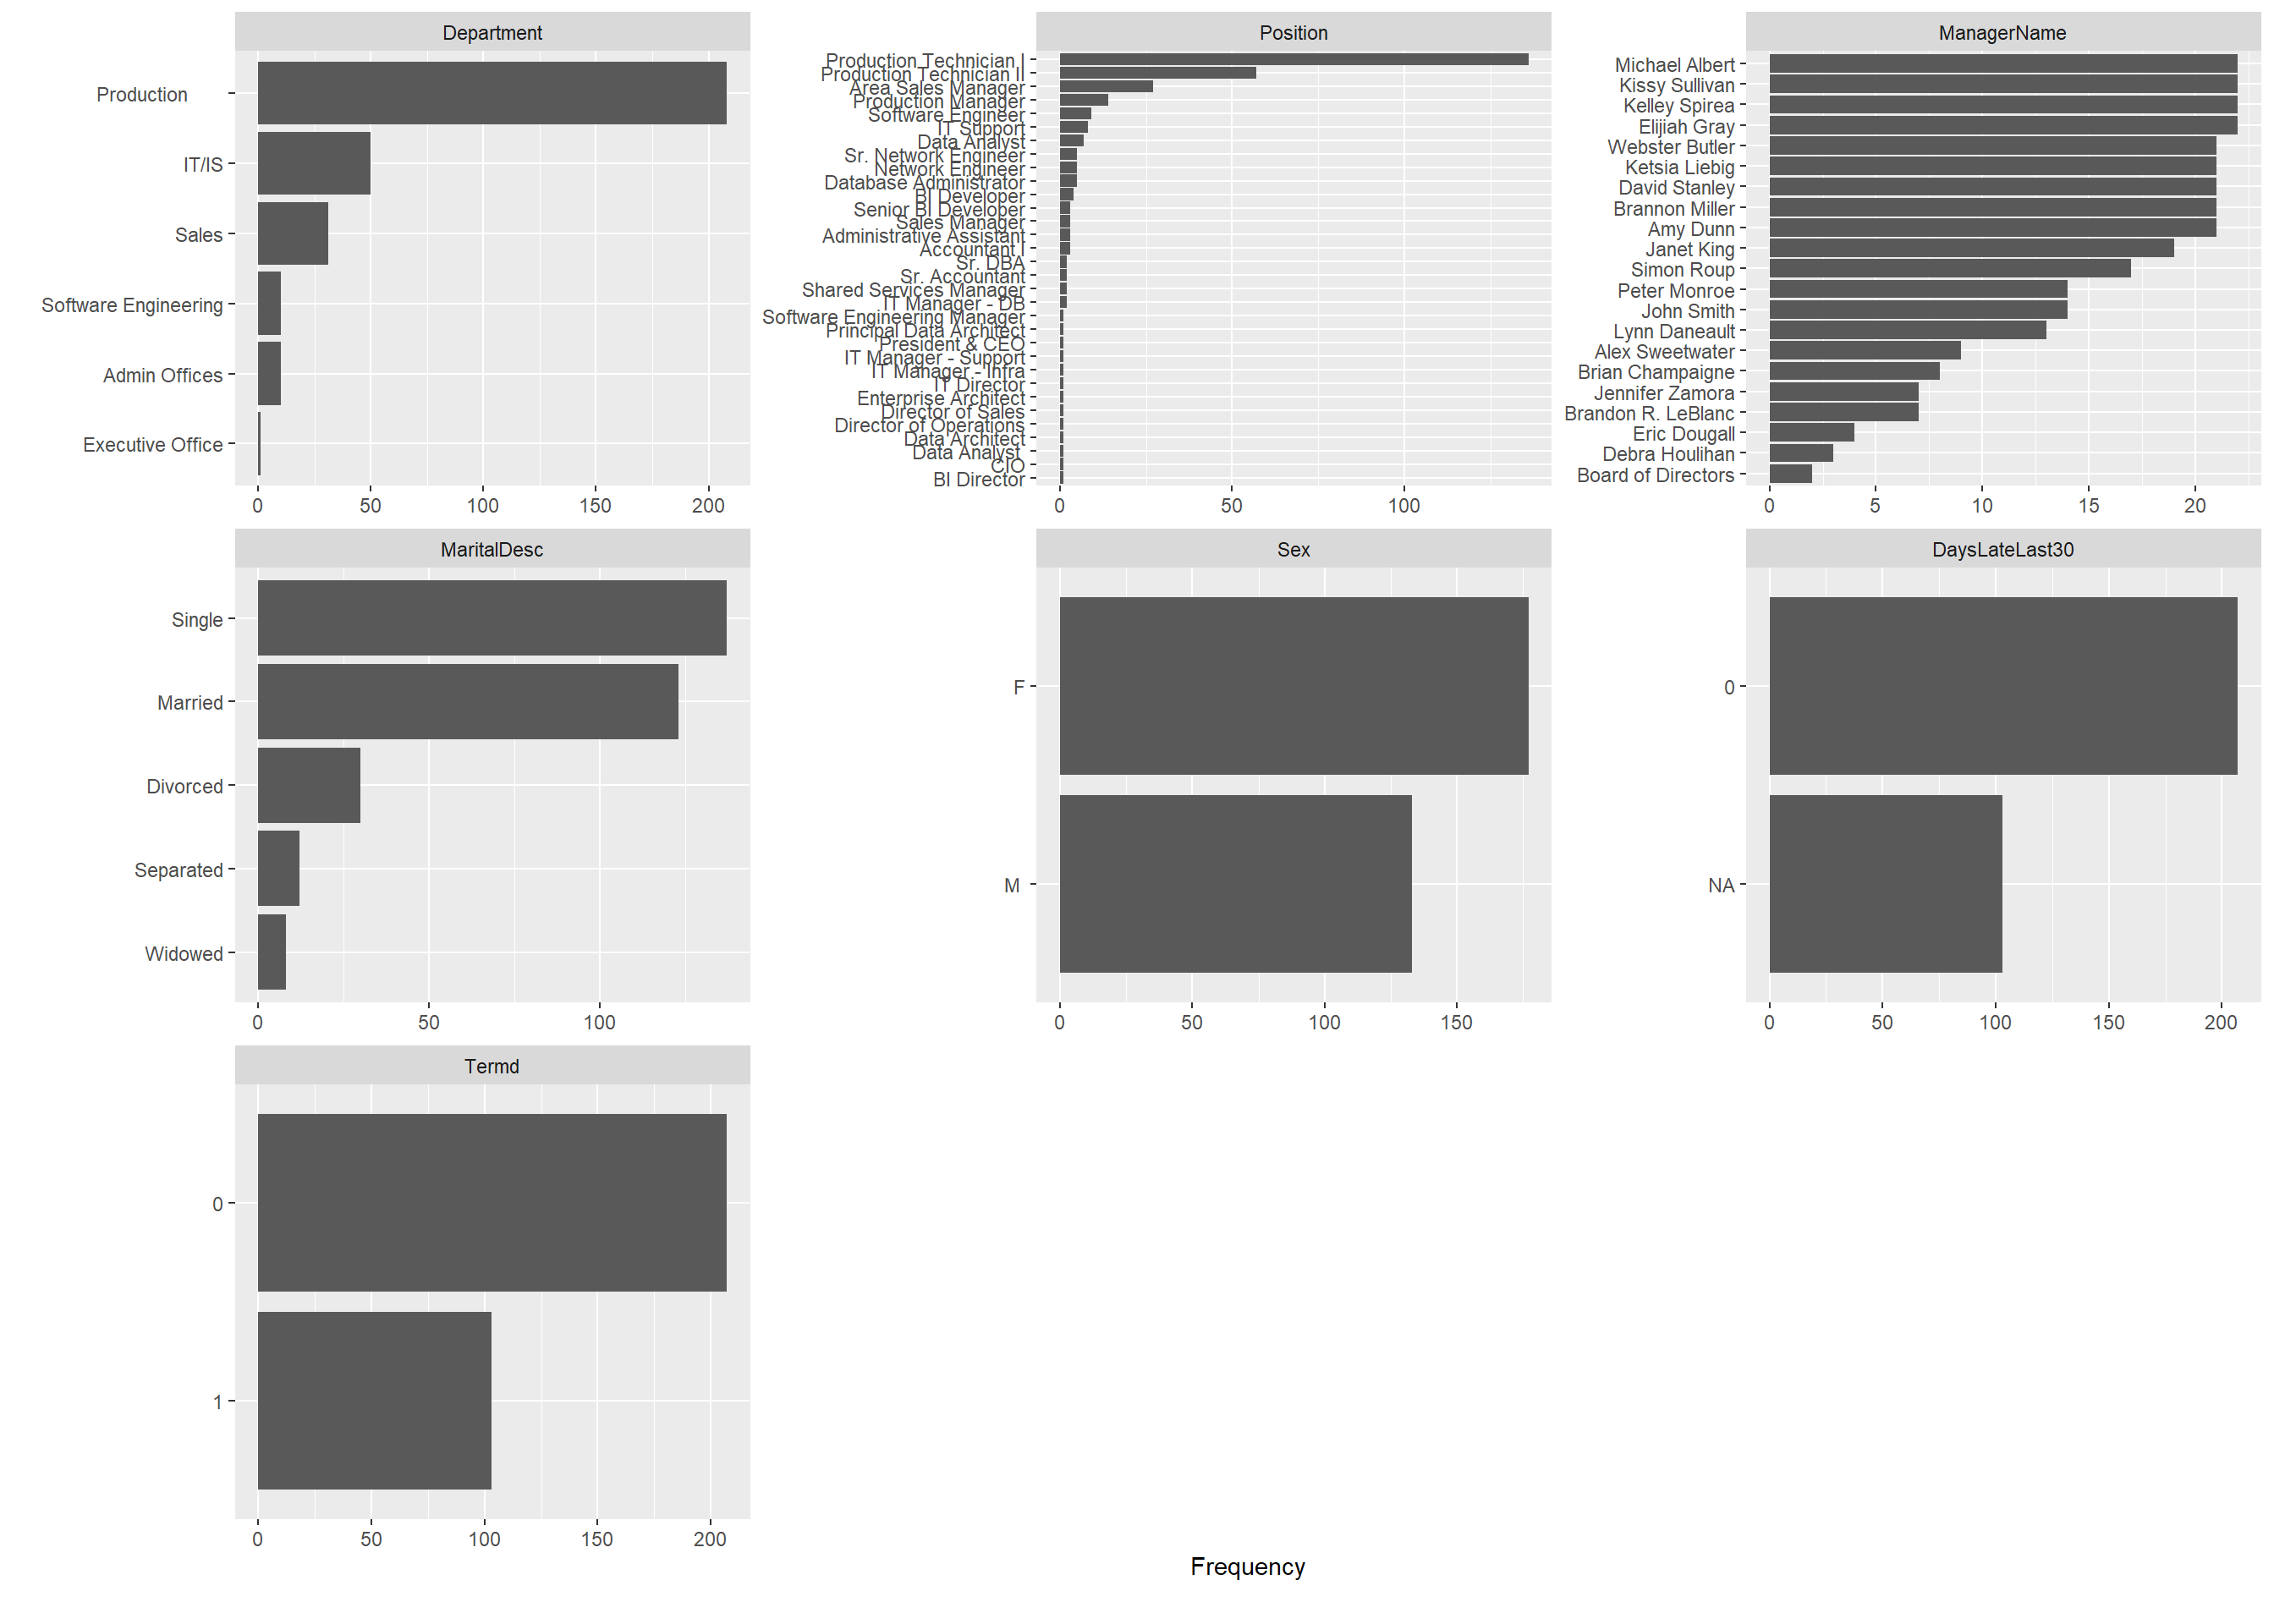 Department
Production
IT/IS
Sales
Software Engineering
Admin Offices
Executive Office
0 50 100 150 200
Position
Production Technician I
Production Technician II
Area Sales Manager
Production Manager
Software Engineer
IT Support
Data Analyst
Sr. Network Engineer
Network Engineer
Database Administrator
BI Developer
Senior BI Developer
Sales Manager
Administrative Assistant
Accountant I
Sr. DBA
Sr. Accountant
Shared Services Manager
IT Manager - DB
Software Engineering Manager
Principal Data Architect
President & CEO
IT Manager - Support
IT Manager - Infra
IT Director
Enterprise Architect
Director of Sales
Director of Operations
Data Architect
Data Analyst
CIO
BI Director
0 50 100
ManagerName
Michael Albert
Kissy Sullivan
Kelley Spirea
Elijiah Gray
Webster Butler
Ketsia Liebig
David Stanley
Brannon Miller
Amy Dunn
Janet King
Simon Roup
Peter Monroe
John Smith
Lynn Daneault
Alex Sweetwater
Brian Champaigne
Jennifer Zamora
Brandon R. LeBlanc
Eric Dougall
Debra Houlihan
Board of Directors
0 5 10 15 20
MaritalDesc
Single
Married
Divorced
Separated
Widowed
0 50 100
Sex
F
M
0 50 100 150
DaysLateLast30
0
NA
0 50 100 150 200
Termd
0
1
0 50 100 150 200
Frequency